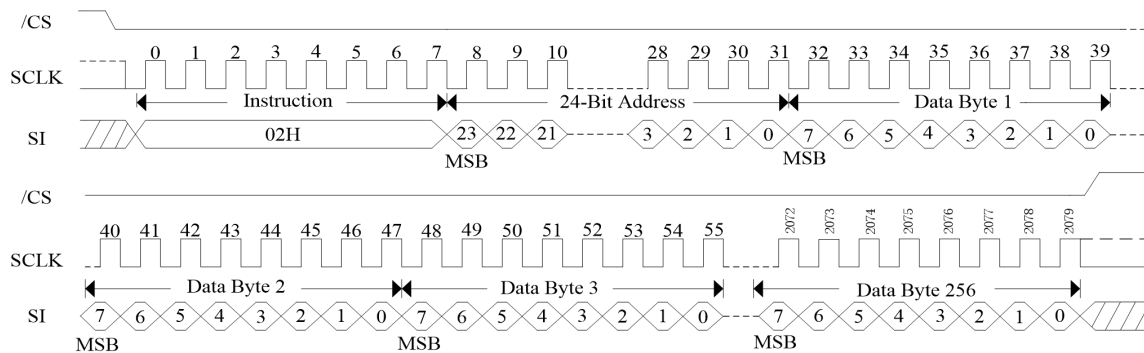 /CS
0 1 2 3 4 5 6 7 8 9 10 28 29 30 31 32 33 34 35 36 37 38 39
SCLK
Instruction 24-Bit Address Data Byte 1
SI 02H 23 22 21 3 2 1 0 7 6 5 4 3 2 1 0
MSB MSB
/CS
40 41 42 43 44 45 46 47 48 49 50 51 52 53 54 55 2072 2073 2074 2075 2076 2077 2078 2079
SCLK
Data Byte 2 Data Byte 3 Data Byte 256
SI 7 6 5 4 3 2 1 0 7 6 5 4 3 2 1 0 7 6 5 4 3 2 1 0
MSB MSB MSB